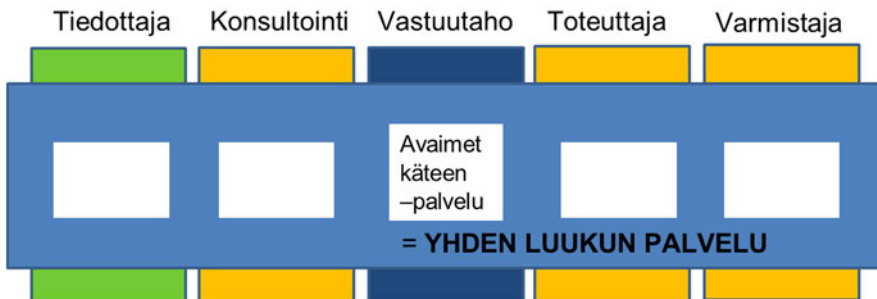 Tiedottaja Konsultointi Vastuutaho Toteuttaja Varmistaja
Avaimet
käteen
–palvelu
= YHDEN LUUKUN PALVELU